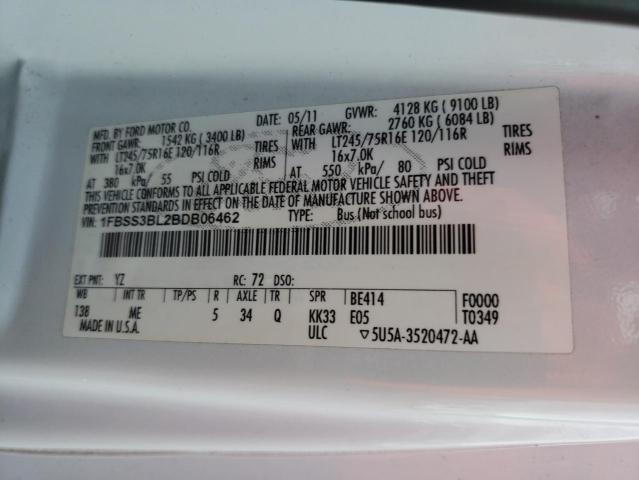 MFD. BY FORD MOTOR CO.
DATE: 05/11 GVWR: 4128 KG ( 9100 LB)
FRONT GAWR: 1542 KG ( 3400 LB) REAR GAWR: 2760 KG ( 6084 LB)
WITH LT245/75R16E 120/116R TIRES WITH LT245/75R16E 120/116R TIRES
16x7.0K RIMS 16x7.0K RIMS
AT 380 kPa/ 55 PSI COLD AT 550 kPa/ 80 PSI COLD
THIS VEHICLE CONFORMS TO ALL APPLICABLE FEDERAL MOTOR VEHICLE SAFETY AND THEFT
PREVENTION STANDARDS IN EFFECT ON THE DATE OF MANUFACTURE SHOWN ABOVE.
VIN: 1FBSS3BL2BDB06462 TYPE: Bus (Not school bus)
EXT PNT: YZ RC: 72 DSO:
WB INT TR TP/PS R AXLE TR SPR BE414 F0000
138 ME 5 34 Q KK33 E05 T0349
MADE IN U.S.A. ULC ▽5U5A-3520472-AA